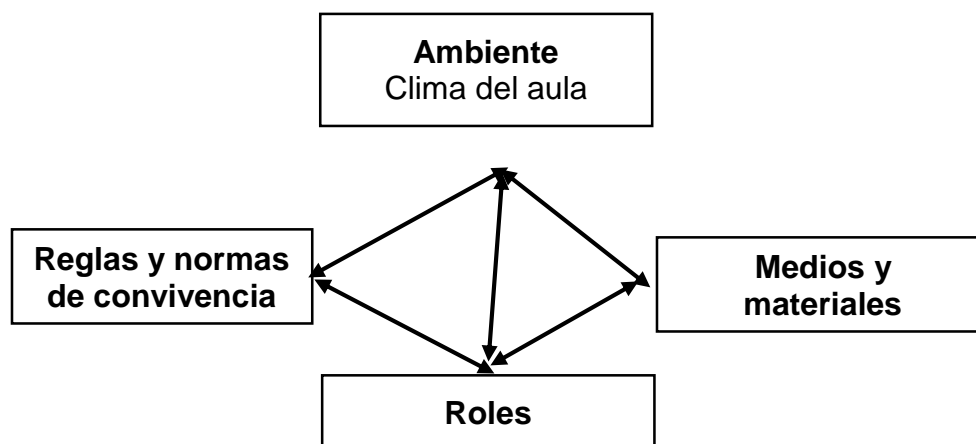 Ambiente
Clima del aula
Reglas y normas
de convivencia
Medios y
materiales
Roles